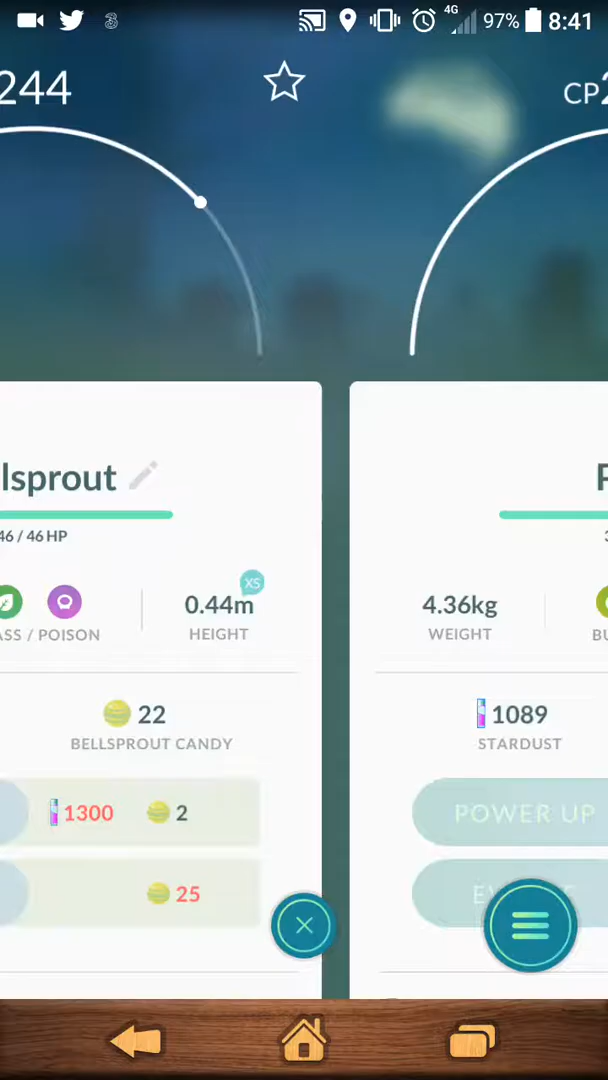 4G 97% 8:41
244
CP
lsprout
46 / 46 HP
XS
0.44m
HEIGHT
4.36kg
WEIGHT
ASS / POISON
BU
22
BELLSPROUT CANDY
1089
STARDUST
1300 2
POWER UP
25